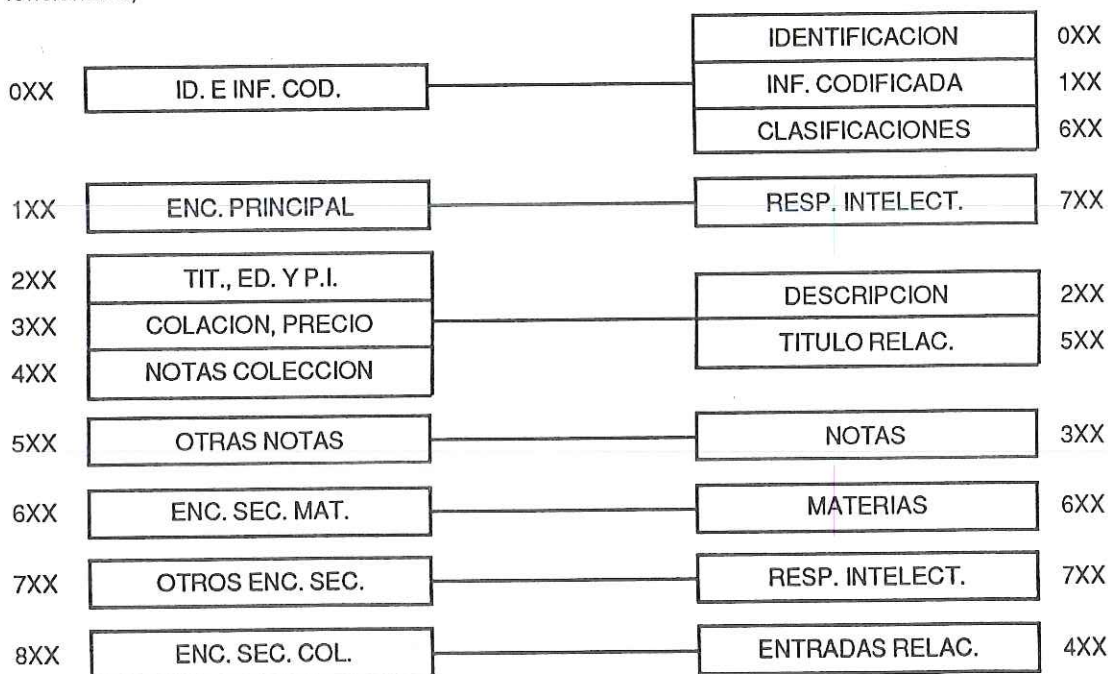 IDENTIFICACION 0XX
0XX ID. E INF. COD. INF. CODIFICADA 1XX
CLASIFICACIONES 6XX
1XX ENC. PRINCIPAL RESP. INTELECT. 7XX
2XX TIT., ED. Y P.I. DESCRIPCION 2XX
3XX COLACION, PRECIO TITULO RELAC. 5XX
4XX NOTAS COLECCION
5XX OTRAS NOTAS NOTAS 3XX
6XX ENC. SEC. MAT. MATERIAS 6XX
7XX OTROS ENC. SEC. RESP. INTELECT. 7XX
8XX ENC. SEC. COL. ENTRADAS RELAC. 4XX